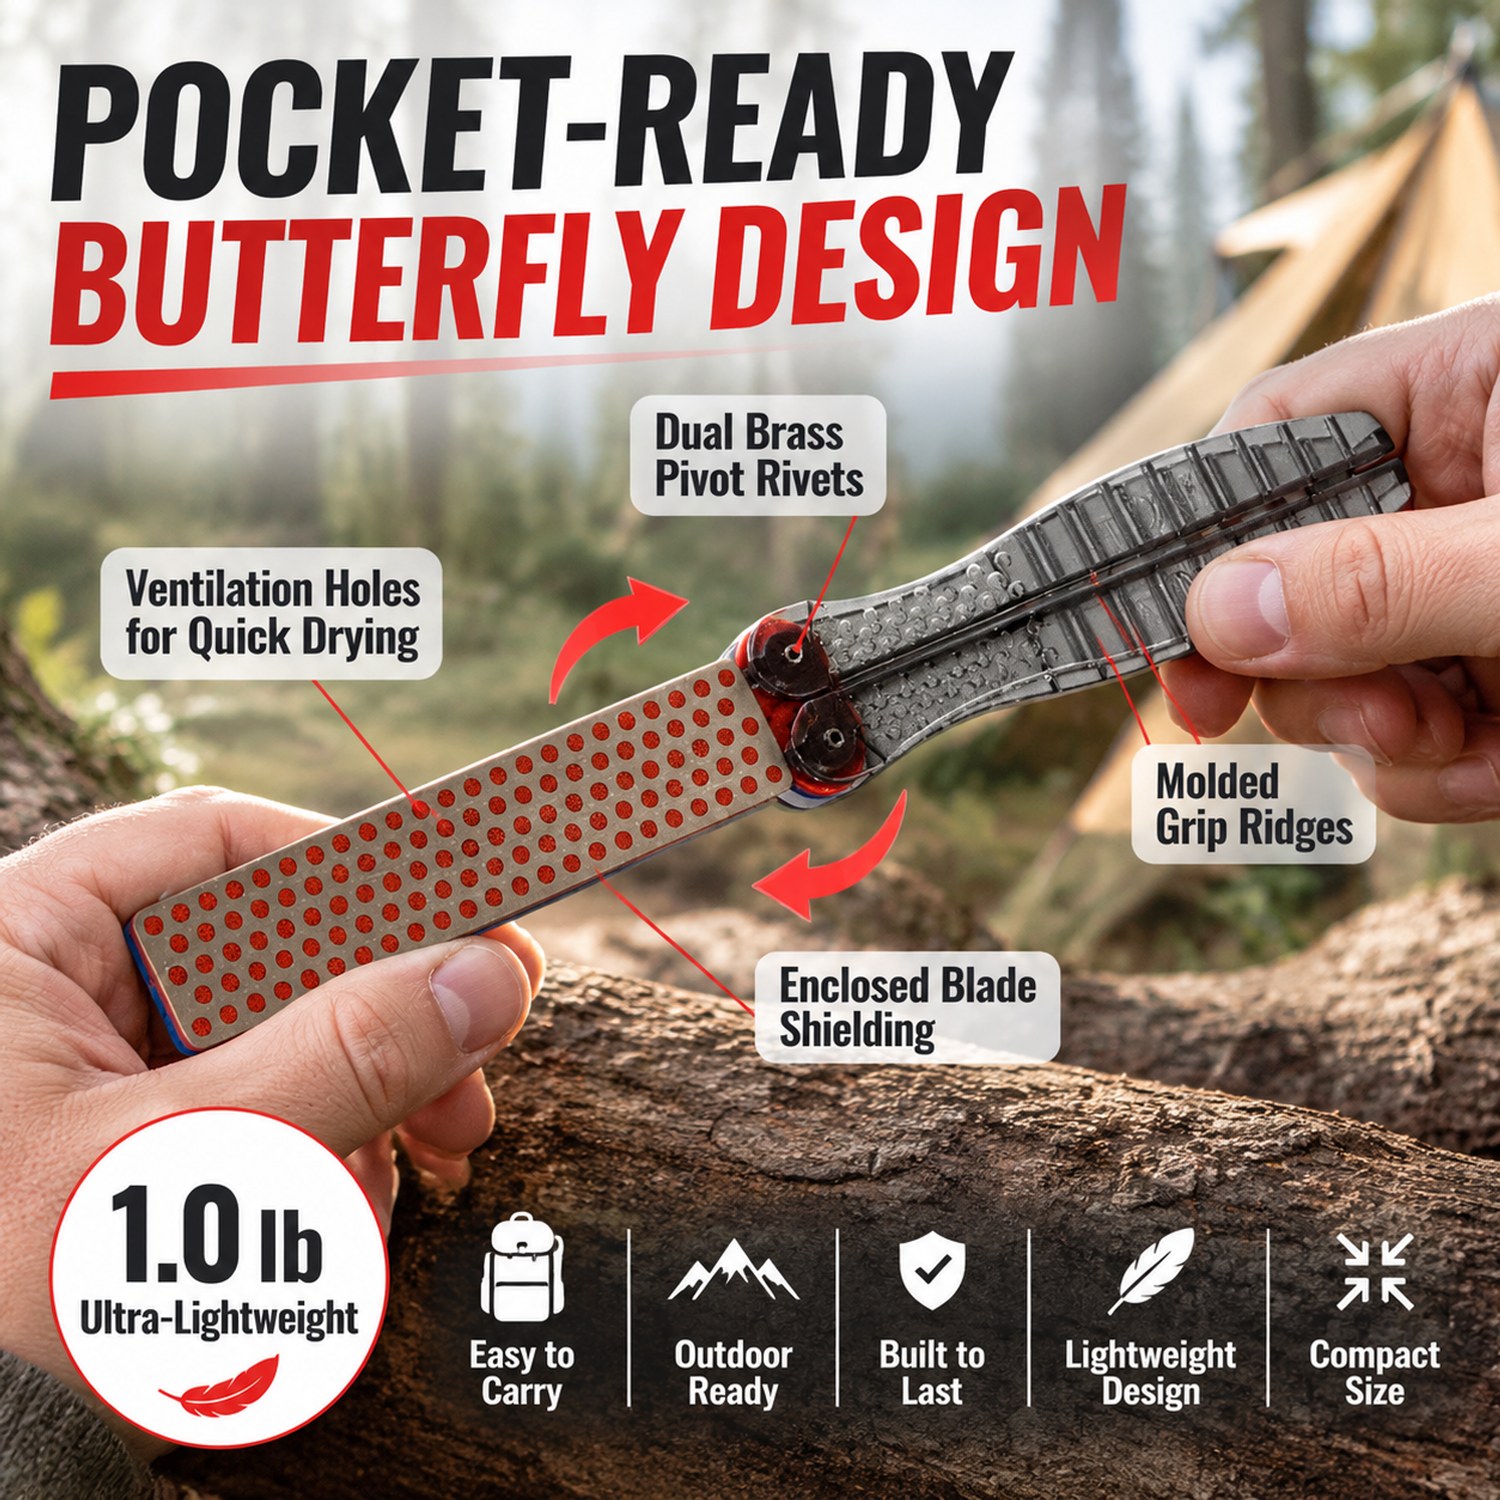 POCKET-READY
BUTTERFLY DESIGN
Dual Brass
Pivot Rivets
Ventilation Holes
for Quick Drying
Molded
Grip Ridges
Enclosed Blade
Shielding
1.0 lb
Ultra-Lightweight
Easy to
Carry
Outdoor
Ready
Built to
Last
Lightweight
Design
Compact
Size